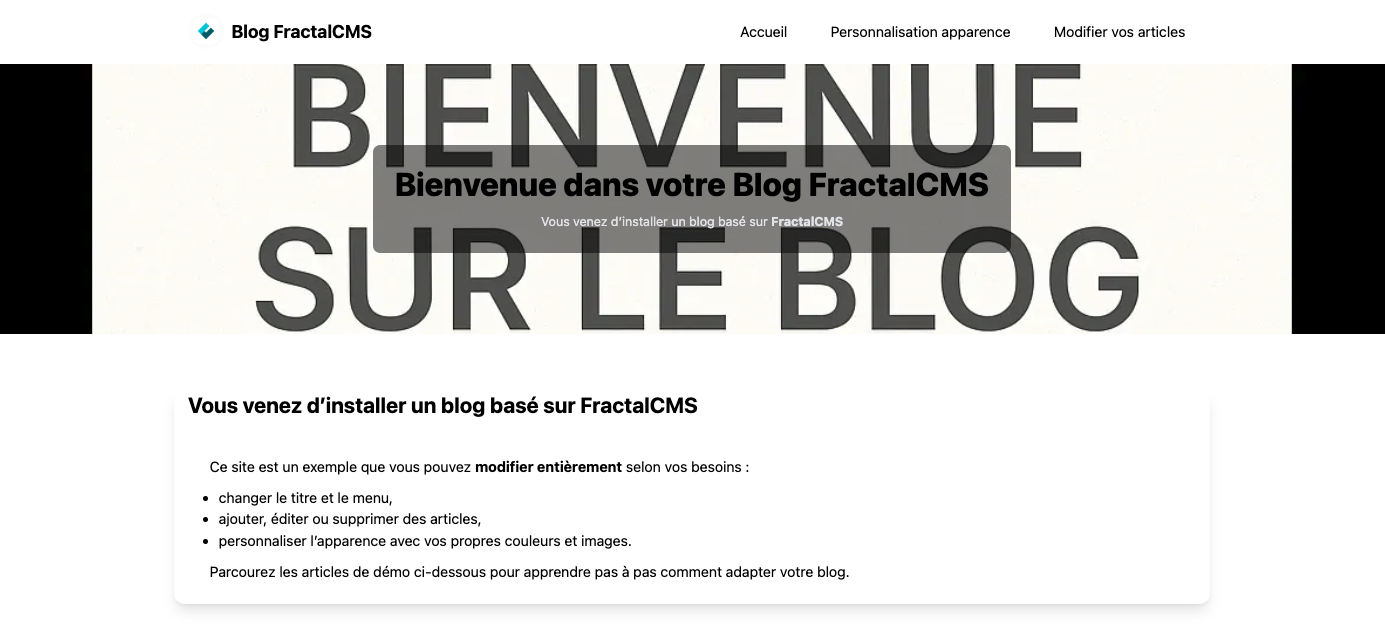 Blog FractalCMS
Accueil
Personnalisation apparence
Modifier vos articles
BIENVENUE
Bienvenue dans votre Blog FractalCMS
Vous venez d’installer un blog basé sur FractalCMS
SUR LE BLOG
Vous venez d’installer un blog basé sur FractalCMS
Ce site est un exemple que vous pouvez modifier entièrement selon vos besoins :
changer le titre et le menu,
ajouter, éditer ou supprimer des articles,
personnaliser l’apparence avec vos propres couleurs et images.
Parcourez les articles de démo ci-dessous pour apprendre pas à pas comment adapter votre blog.